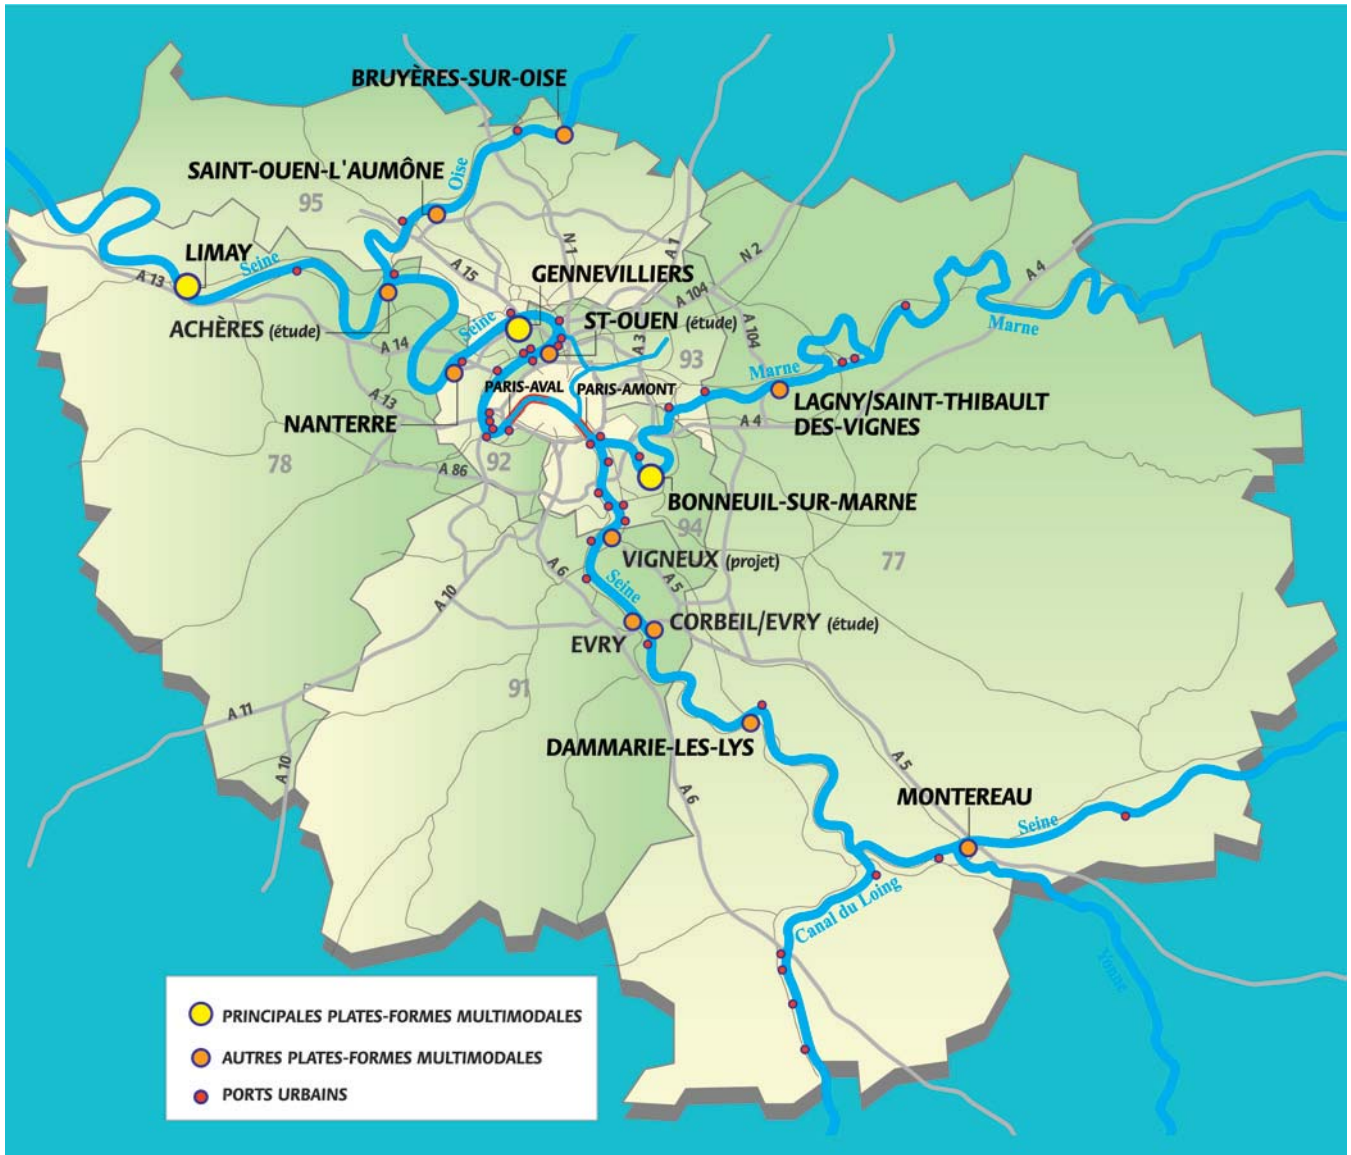 BRUYÈRES-SUR-OISE
SAINT-OUEN-L'AUMÔNE
Oise
95
N 1
A 1
N 2
LIMAY
A 13
Seine
A 15
GENNEVILLIERS
A 4
A 104
ACHÈRES (étude)
Seine
ST-OUEN (étude)
A 104
Marne
A 14
A 3
93
Marne
PARIS-AVAL
PARIS-AMONT
A 13
NANTERRE
LAGNY/SAINT-THIBAULT
DES-VIGNES
A 4
78
A 86
92
BONNEUIL-SUR-MARNE
94
VIGNEUX (projet)
77
A 6
A 5
Seine
A 10
CORBEIL/EVRY (étude)
EVRY
91
A 11
DAMMARIE-LES-LYS
A 10
A 5
A 6
MONTEREAU
Seine
Canal du Loing
Yonne
PRINCIPALES PLATES-FORMES MULTIMODALES
AUTRES PLATES-FORMES MULTIMODALES
PORTS URBAINS